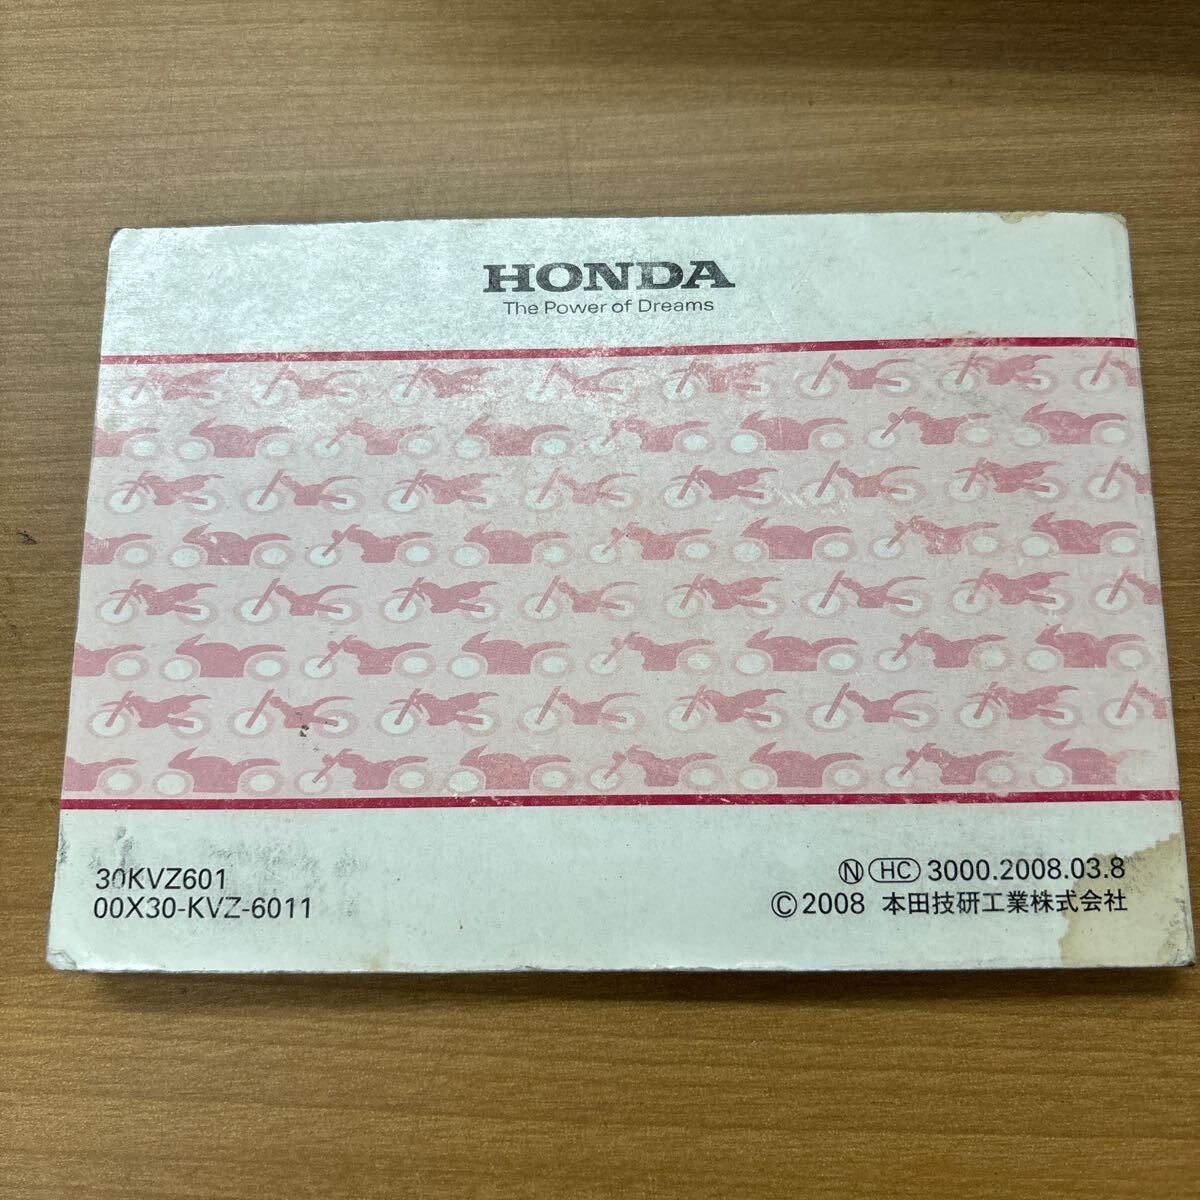 HONDA
The Power of Dreams
30KVZ601
00X30-KVZ-6011
Ⓝ HC 3000.2008.03.8
©2008 本田技研工業株式会社